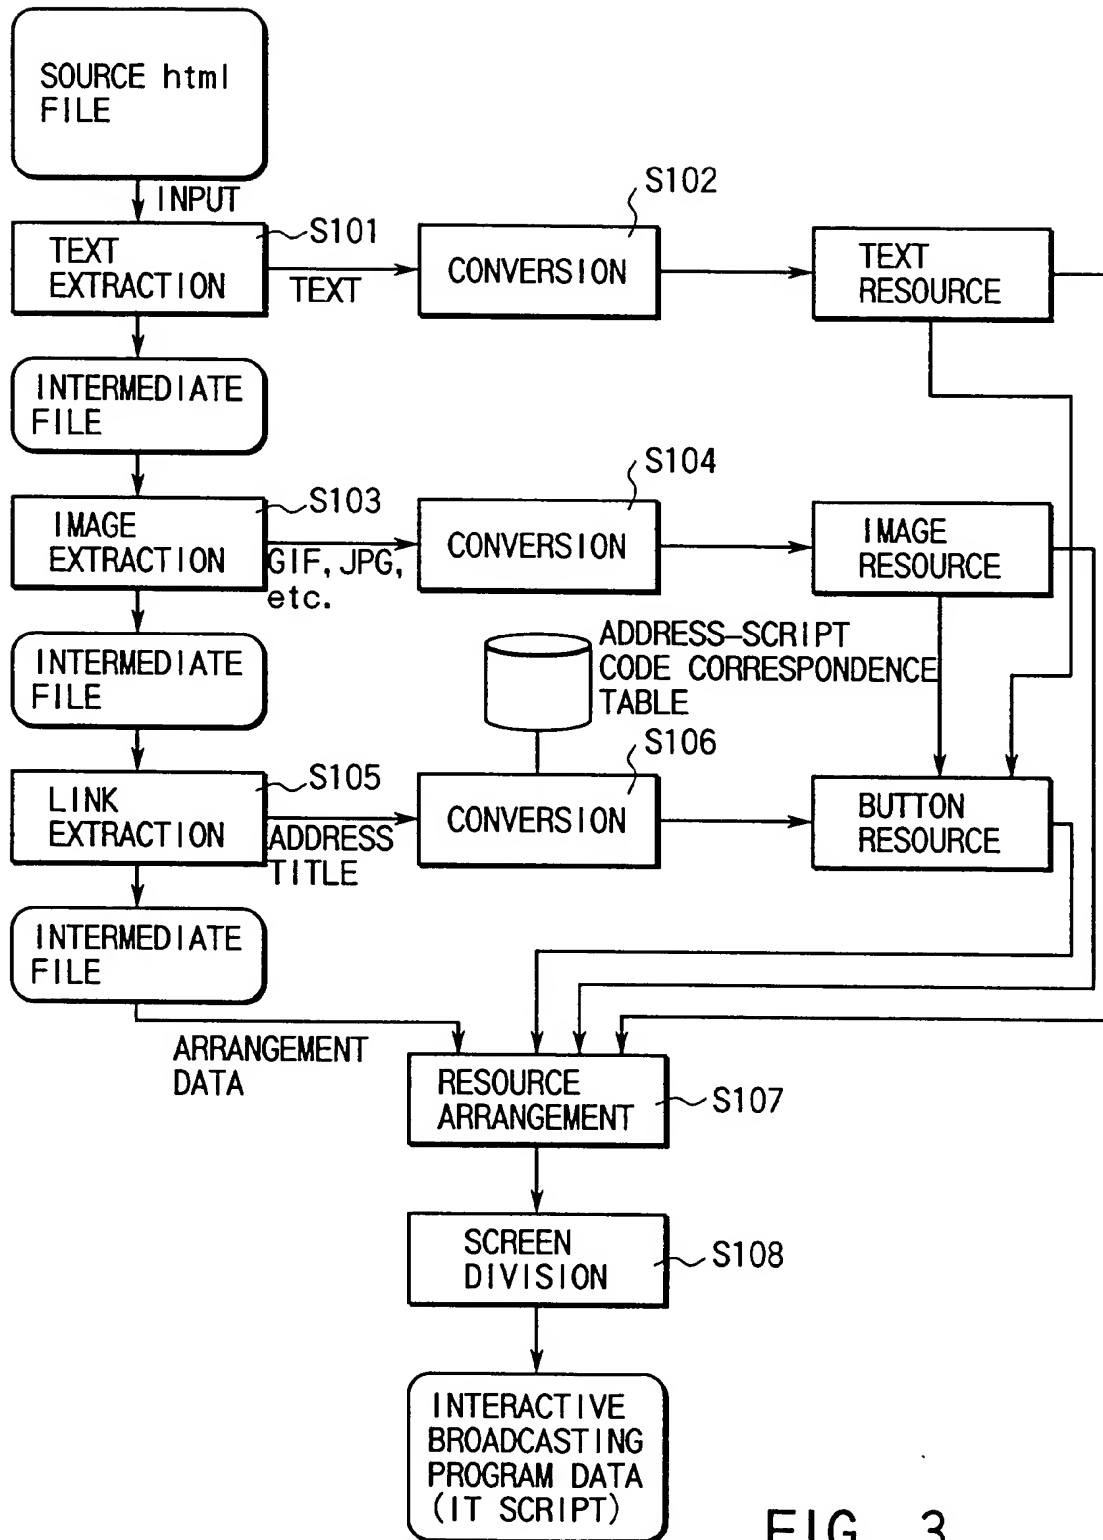 SOURCE html
FILE
INPUT
S102
S101
TEXT
EXTRACTION
TEXT
CONVERSION
TEXT
RESOURCE
INTERMEDIATE
FILE
S104
S103
IMAGE
EXTRACTION
GIF, JPG,
etc.
CONVERSION
IMAGE
RESOURCE
INTERMEDIATE
FILE
ADDRESS-SCRIPT
CODE CORRESPONDENCE
TABLE
S106
S105
LINK
EXTRACTION
ADDRESS
TITLE
CONVERSION
BUTTON
RESOURCE
INTERMEDIATE
FILE
ARRANGEMENT
DATA
RESOURCE
ARRANGEMENT
S107
SCREEN
DIVISION
S108
INTERACTIVE
BROADCASTING
PROGRAM DATA
(IT SCRIPT)
FIG. 3